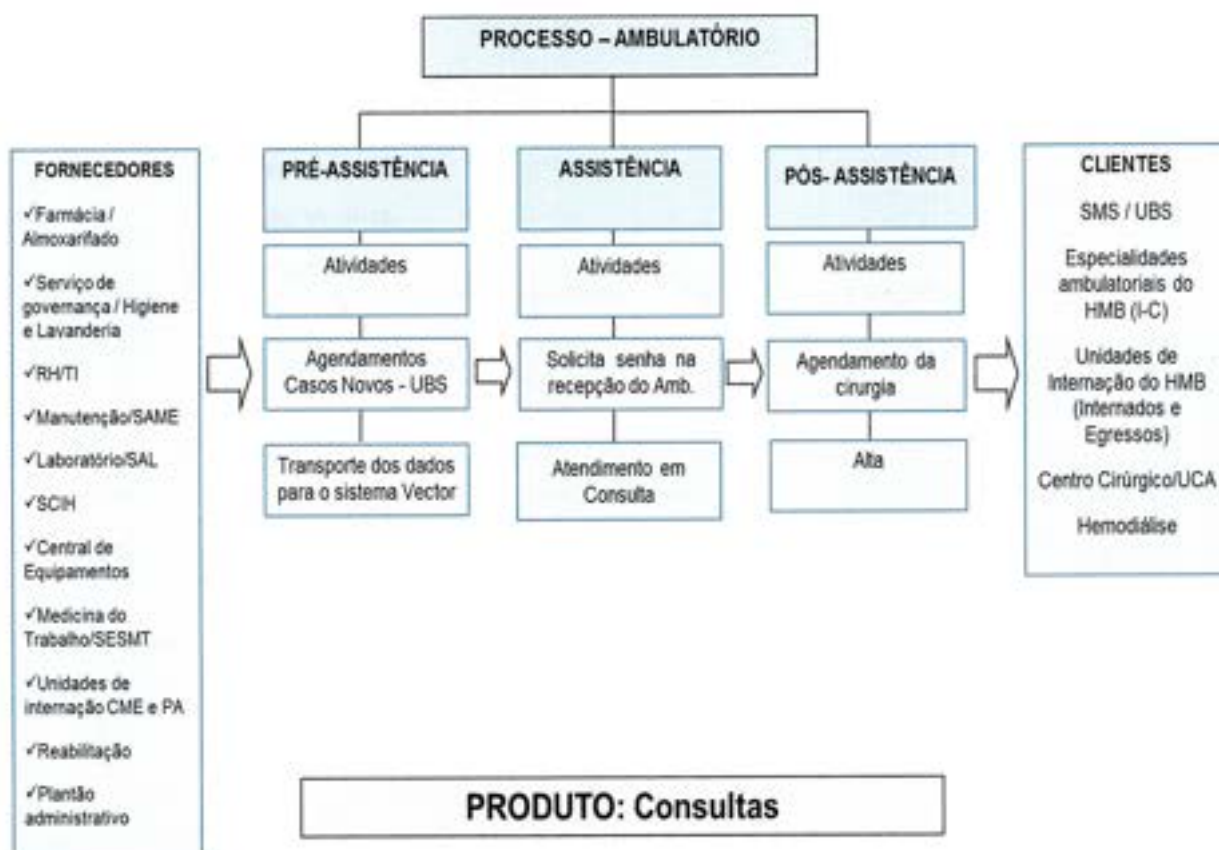 PROCESSO – AMBULATÓRIO
FORNECEDORES
✓Farmácia /
Almoxarifado
✓Serviço de
governança / Higiene
e Lavanderia
✓RH/TI
✓Manutenção/SAME
✓Laboratório/SAL
✓SCIH
✓Central de
Equipamentos
✓Medicina do
Trabalho/SESMT
✓Unidades de
internação CME e PA
✓Reabilitação
✓Plantão
administrativo
PRÉ-ASSISTÊNCIA
Atividades
Agendamentos
Casos Novos - UBS
Transporte dos dados
para o sistema Vector
ASSISTÊNCIA
Atividades
Solicita senha na
recepção do Amb.
Atendimento em
Consulta
PÓS- ASSISTÊNCIA
Atividades
Agendamento da
cirurgia
Alta
CLIENTES
SMS / UBS
Especialidades
ambulatoriais do
HMB (I-C)
Unidades de
Internação do HMB
(Internados e
Egressos)
Centro Cirúrgico/UCA
Hemodiálise
PRODUTO: Consultas